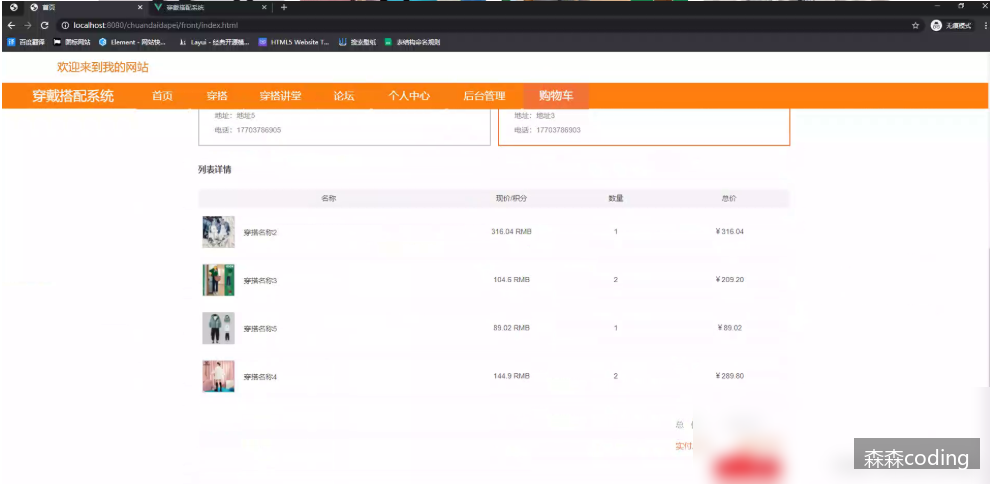 首页
穿戴搭配系统
localhost:8080/chuandaidapei/front/index.html
无痕模式
百度翻译 图标网站 Element - 网站快... Layui - 经典开源模... HTML5 Website T... 搜索壁纸 表结构命名规则
欢迎来到我的网站
穿戴搭配系统 首页 穿搭 穿搭讲堂 论坛 个人中心 后台管理 购物车
地址：地址5 地址：地址3
电话：17703786905 电话：17703786903
列表详情
名称 现价/积分 数量 总价
穿搭名称2 316.04 RMB 1 ￥316.04
穿搭名称3 104.6 RMB 2 ￥209.20
穿搭名称5 89.02 RMB 1 ￥89.02
穿搭名称4 144.9 RMB 2 ￥289.80
总
实付
森森coding